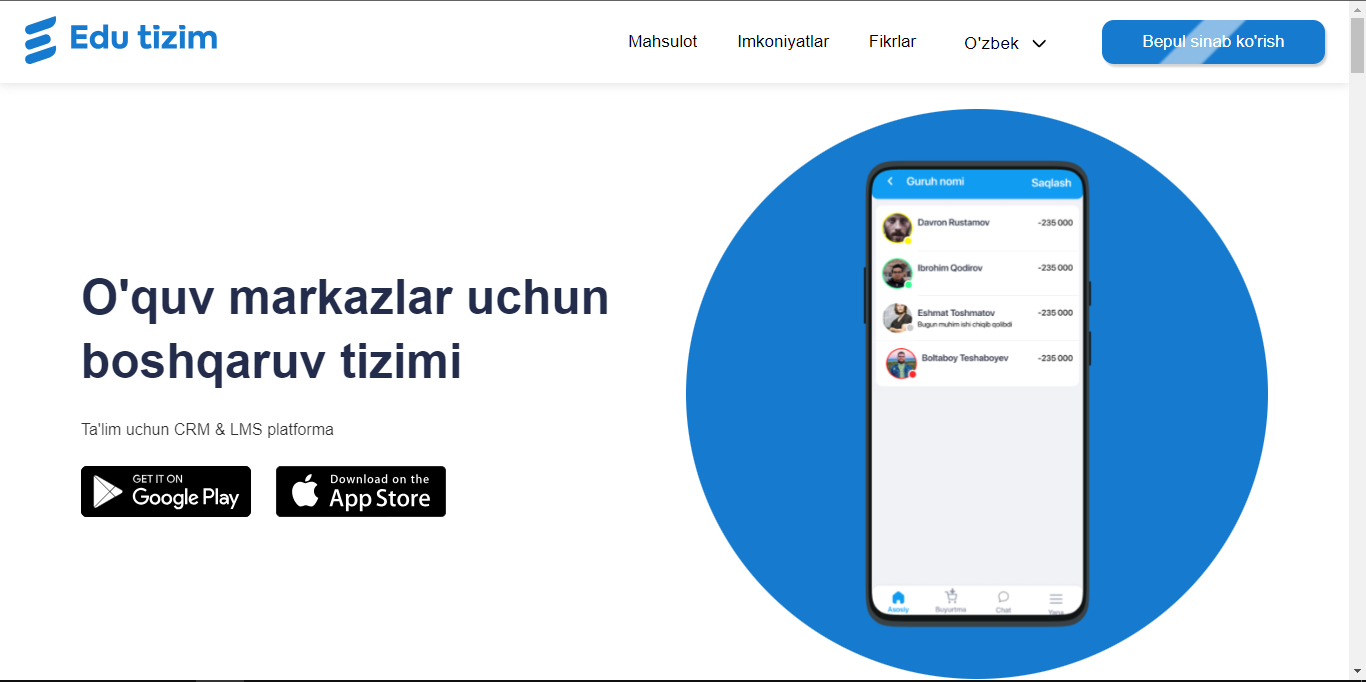 Edu tizim
Mahsulot
Imkoniyatlar
Fikrlar
O'zbek
Bepul sinab ko'rish
O'quv markazlar uchun
boshqaruv tizimi
Ta'lim uchun CRM & LMS platforma
GET IT ON
Google Play
Download on the
App Store
Guruh nomi
Saqlash
Davron Rustamov
-235 000
Ibrohim Qodirov
-235 000
Eshmat Toshmatov
-235 000
Bugun muhim ishi chiqib qolibdi
Boltaboy Teshaboyev
-235 000
Asosiy
Buyurtma
Chat
Yana